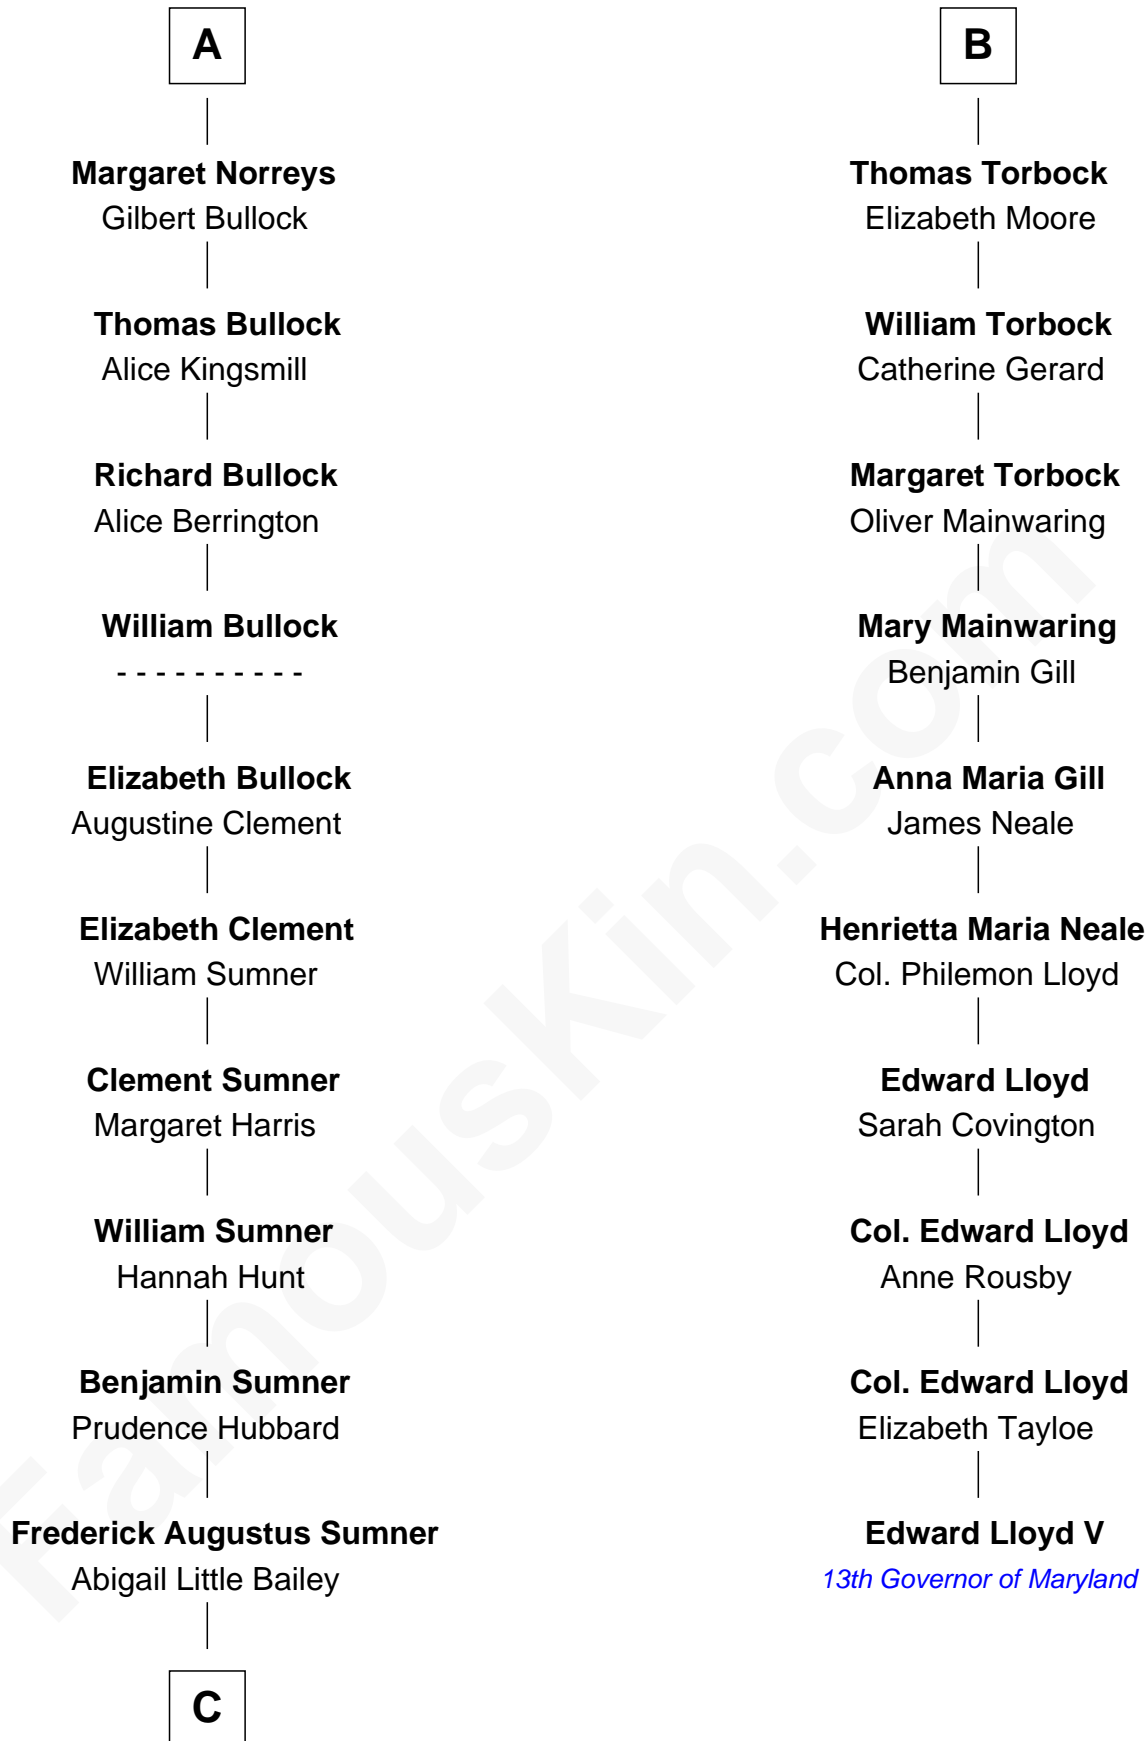 A
Margaret Norreys
Gilbert Bullock
Thomas Bullock
Alice Kingsmill
Richard Bullock
Alice Berrington
William Bullock
- - - - - - - - - -
Elizabeth Bullock
Augustine Clement
Elizabeth Clement
William Sumner
Clement Sumner
Margaret Harris
William Sumner
Hannah Hunt
Benjamin Sumner
Prudence Hubbard
Frederick Augustus Sumner
Abigail Little Bailey
C
B
Thomas Torbock
Elizabeth Moore
William Torbock
Catherine Gerard
Margaret Torbock
Oliver Mainwaring
Mary Mainwaring
Benjamin Gill
Anna Maria Gill
James Neale
Henrietta Maria Neale
Col. Philemon Lloyd
Edward Lloyd
Sarah Covington
Col. Edward Lloyd
Anne Rousby
Col. Edward Lloyd
Elizabeth Tayloe
Edward Lloyd V
13th Governor of Maryland
FamousKin.com